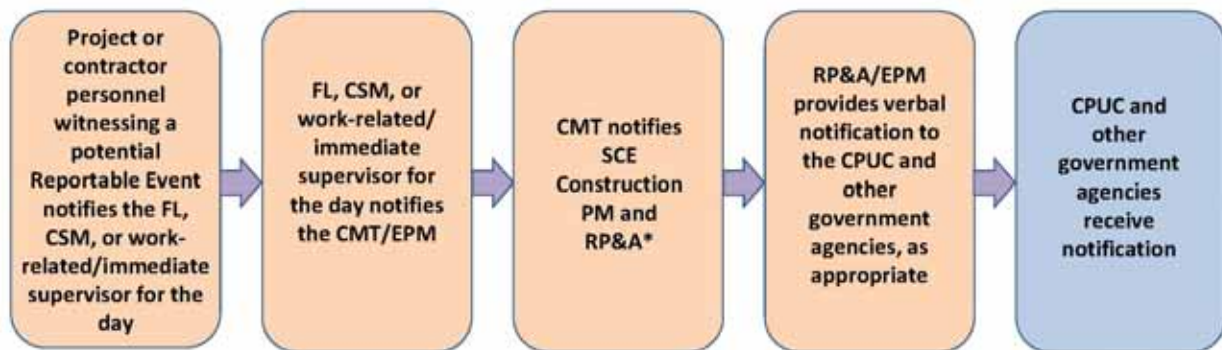 Project or
contractor
personnel
witnessing a
potential
Reportable Event
notifies the FL,
CSM, or work-
related/immediate
supervisor for the
day
FL, CSM, or
work-related/
immediate
supervisor for
the day notifies
the CMT/EPM
CMT notifies
SCE
Construction
PM and
RP&A*
RP&A/EPM
provides verbal
notification to
the CPUC and
other
government
agencies, as
appropriate
CPUC and
other
government
agencies
receive
notification